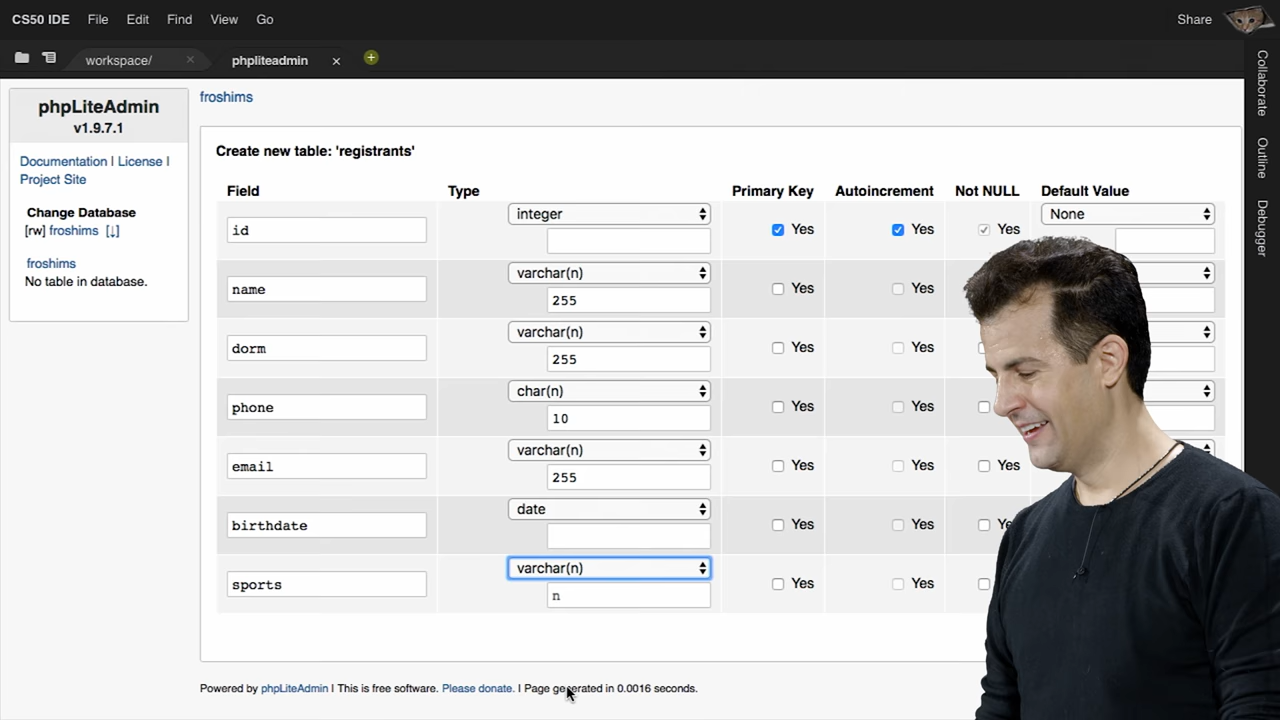 CS50 IDE File Edit Find View Go Share
workspace/ × phpliteadmin ×
phpLiteAdmin
v1.9.7.1
Documentation | License |
Project Site
Change Database
[rw] froshims [↓]
froshims
No table in database.
froshims
Create new table: 'registrants'
Field Type Primary Key Autoincrement Not NULL Default Value
id integer Yes Yes Yes None
name varchar(n) Yes Yes
255
dorm varchar(n) Yes Yes
255
phone char(n) Yes Yes
10
email varchar(n) Yes Yes Yes
255
birthdate date Yes Yes
sports varchar(n) Yes Yes
n
Powered by phpLiteAdmin | This is free software. Please donate. | Page generated in 0.0016 seconds.
Collaborate
Outline
Debugger